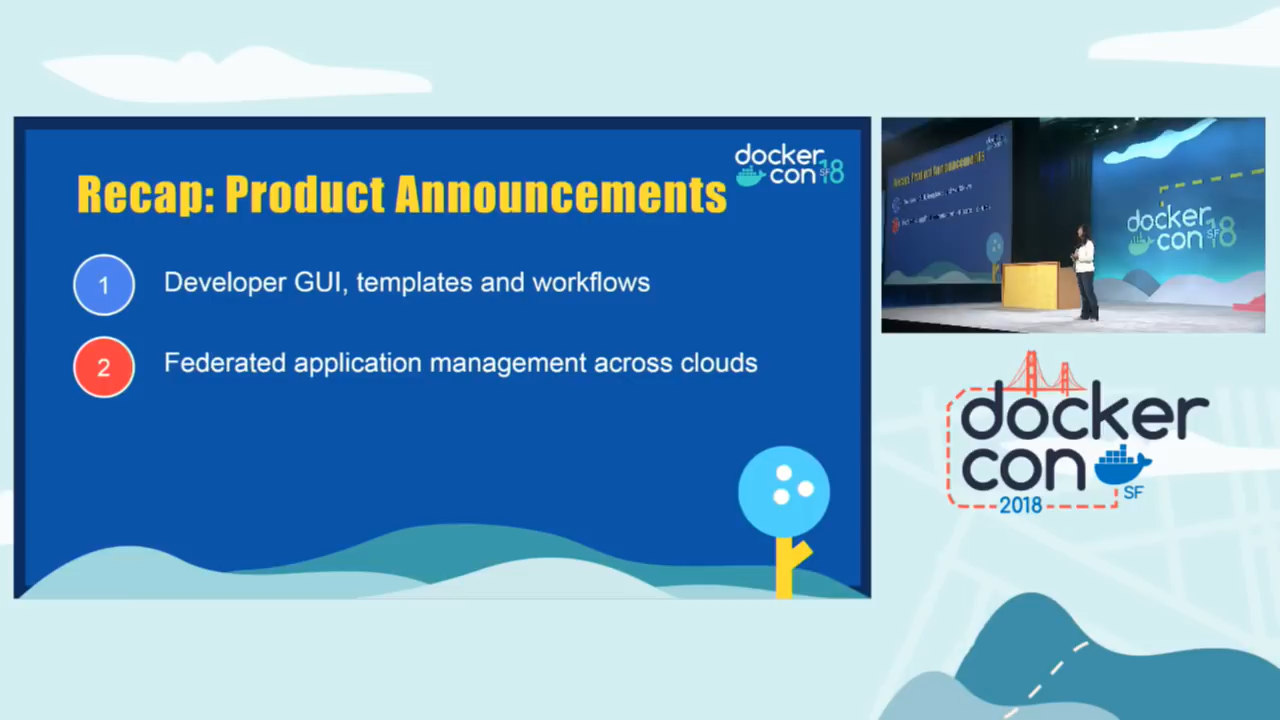 docker
con SF 18
Recap: Product Announcements
1 Developer GUI, templates and workflows
2 Federated application management across clouds
docker
con SF 18
docker
con
2018 SF